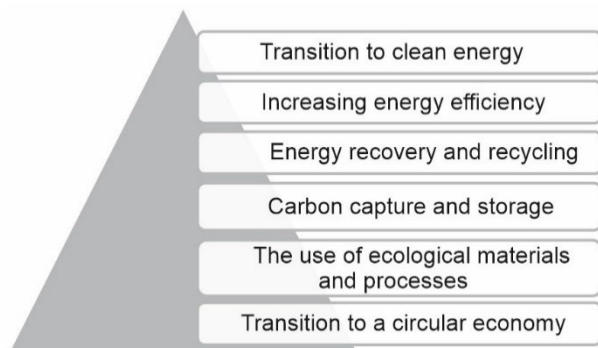 Transition to clean energy
Increasing energy efficiency
Energy recovery and recycling
Carbon capture and storage
The use of ecological materials
and processes
Transition to a circular economy